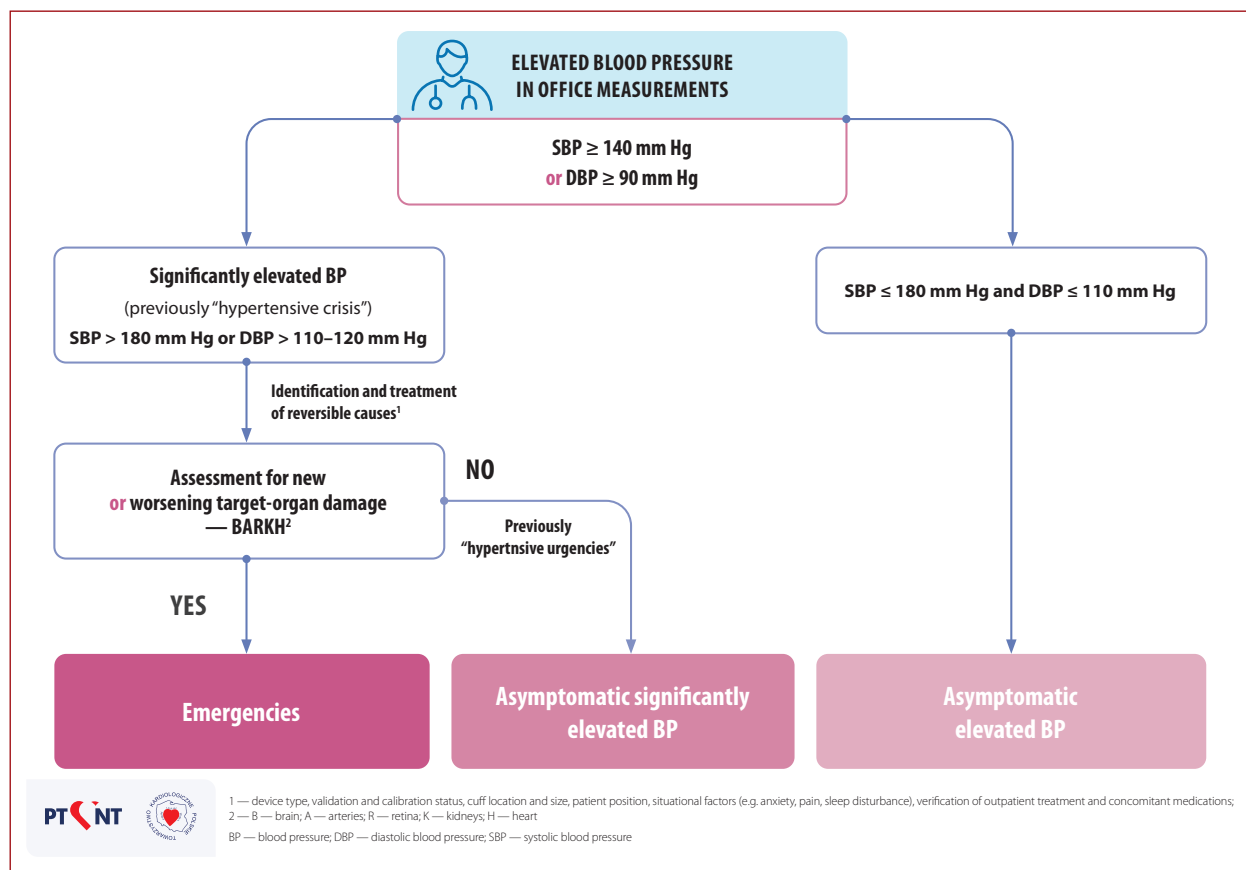 ELEVATED BLOOD PRESSURE
IN OFFICE MEASUREMENTS
SBP ≥ 140 mm Hg
or DBP ≥ 90 mm Hg
Significantly elevated BP
(previously “hypertensive crisis”)
SBP > 180 mm Hg or DBP > 110–120 mm Hg
SBP ≤ 180 mm Hg and DBP ≤ 110 mm Hg
Identification and treatment
of reversible causes¹
Assessment for new
or worsening target-organ damage
— BARKH²
NO
Previously
“hypertnsive urgencies”
YES
Emergencies
Asymptomatic significantly
elevated BP
Asymptomatic
elevated BP
PT NT
POLSKIE TOWARZYSTWO KARDIOLOGICZNE
1 — device type, validation and calibration status, cuff location and size, patient position, situational factors (e.g. anxiety, pain, sleep disturbance), verification of outpatient treatment and concomitant medications;
2 — B — brain; A — arteries; R — retina; K — kidneys; H — heart
BP — blood pressure; DBP — diastolic blood pressure; SBP — systolic blood pressure